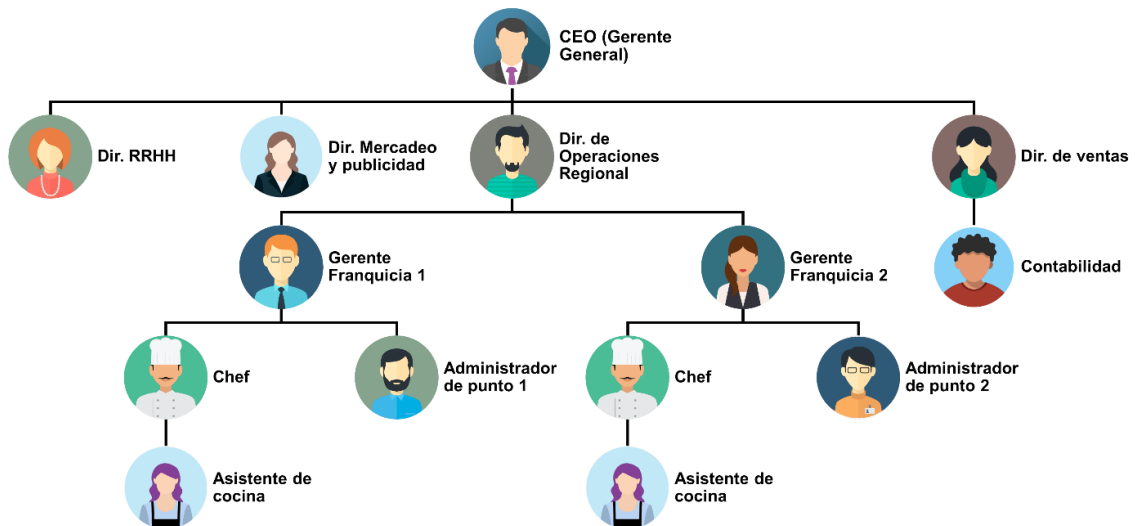 CEO (Gerente
General)
Dir. RRHH
Dir. Mercadeo
y publicidad
Dir. de
Operaciones
Regional
Dir. de ventas
Gerente
Franquicia 1
Gerente
Franquicia 2
Contabilidad
Chef
Administrador
de punto 1
Chef
Administrador
de punto 2
Asistente de
cocina
Asistente de
cocina